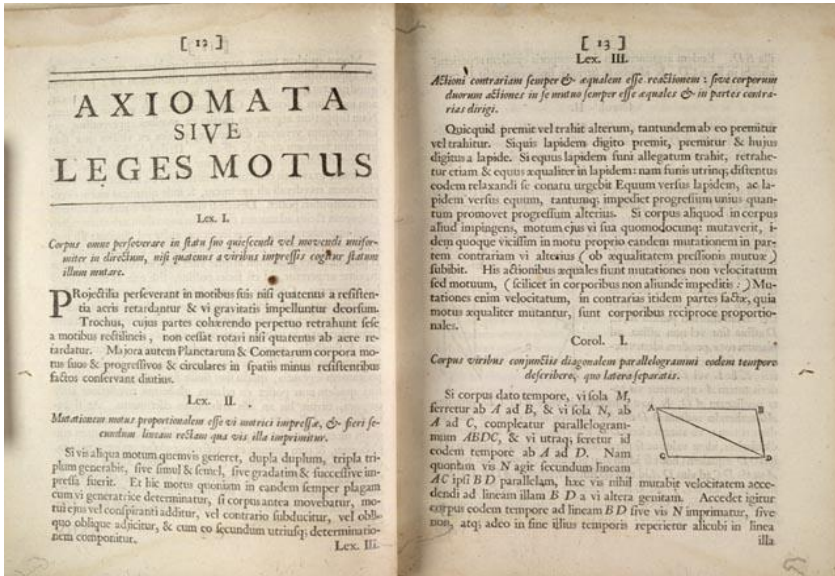 [ 12 ]
AXIOMATA
SIVE
LEGES MOTUS
Lex. I.
Corpus omne perseverare in statu suo quiescendi vel movendi unifor-
miter in directum, nisi quatenus a viribus impressis cogitur statum
illum mutare.
PRojectilia perseverant in motibus suis nisi quatenus a resisten-
tia aeris retardantur & vi gravitatis impelluntur deorsum.
Trochus, cujus partes cohærendo perpetuo retrahunt sese
a motibus rectilineis, non cessat rotari nisi quatenus ab aere re-
tardatur. Majora autem Planetarum & Cometarum corpora mo-
tus suos & progressivos & circulares in spatiis minus resistentibus
factos conservant diutius.
Lex. II.
Mutationem motus proportionalem esse vi motrici impressæ, & fieri se-
cundum lineam rectam qua vis illa imprimitur.
Si vis aliqua motum quemvis generet, dupla duplum, tripla tri-
plum generabit, sive simul & semel, sive gradatim & successive im-
pressa fuerit. Et hic motus quoniam in eandem semper plagam
cum vi generatrice determinatur, si corpus antea movebatur, mo-
tui ejus vel conspiranti additur, vel contrario subducitur, vel obli-
quo oblique adjicitur, & cum eo secundum utriusq; determinatio-
nem componitur.
Lex. III.
[ 13 ]
Lex. III.
Actioni contrariam semper & æqualem esse reactionem: sive corporum
duorum actiones in se mutuo semper esse æquales & in partes contra-
rias dirigi.
Quicquid premit vel trahit alterum, tantundem ab eo premitur
vel trahitur. Siquis lapidem digito premit, premitur & hujus
digitus a lapide. Si equus lapidem funi allegatum trahit, retrahe-
tur etiam & equus æqualiter in lapidem: nam funis utrinq; distentus
eodem relaxandi se conatu urgebit Equum versus lapidem, ac la-
pidem versus equum, tantumq; impediet progressum unius quan-
tum promovet progressum alterius. Si corpus aliquod in corpus
aliud impingens, motum ejus vi sua quomodocunq: mutaverit, i-
dem quoque vicissim in motu proprio eandem mutationem in par-
tem contrariam vi alterius ( ob æqualitatem pressionis mutuæ )
subibit. His actionibus æquales fiunt mutationes non velocitatum
sed motuum, ( scilicet in corporibus non aliunde impeditis : ) Mu-
tationes enim velocitatum, in contrarias itidem partes factæ, quia
motus æqualiter mutantur, sunt corporibus reciproce proportio-
nales.
Corol. I.
Corpus viribus conjunctis diagonalem parallelogrammi eodem tempore
describere, quo latera separatis.
Si corpus dato tempore, vi sola M,
ferretur ab A ad B, & vi sola N, ab
A ad C, compleatur parallelogram-
mum ABDC, & vi utraq; feretur id
eodem tempore ab A ad D. Nam
quoniam vis N agit secundum lineam
AC ipsi BD parallelam, hæc vis nihil mutabit velocitatem acce-
dendi ad lineam illam BD a vi altera genitam. Accedet igitur
corpus eodem tempore ad lineam BD sive vis N imprimatur, sive
non, atq; adeo in fine illius temporis reperietur alicubi in linea
illa
A
B
C
D